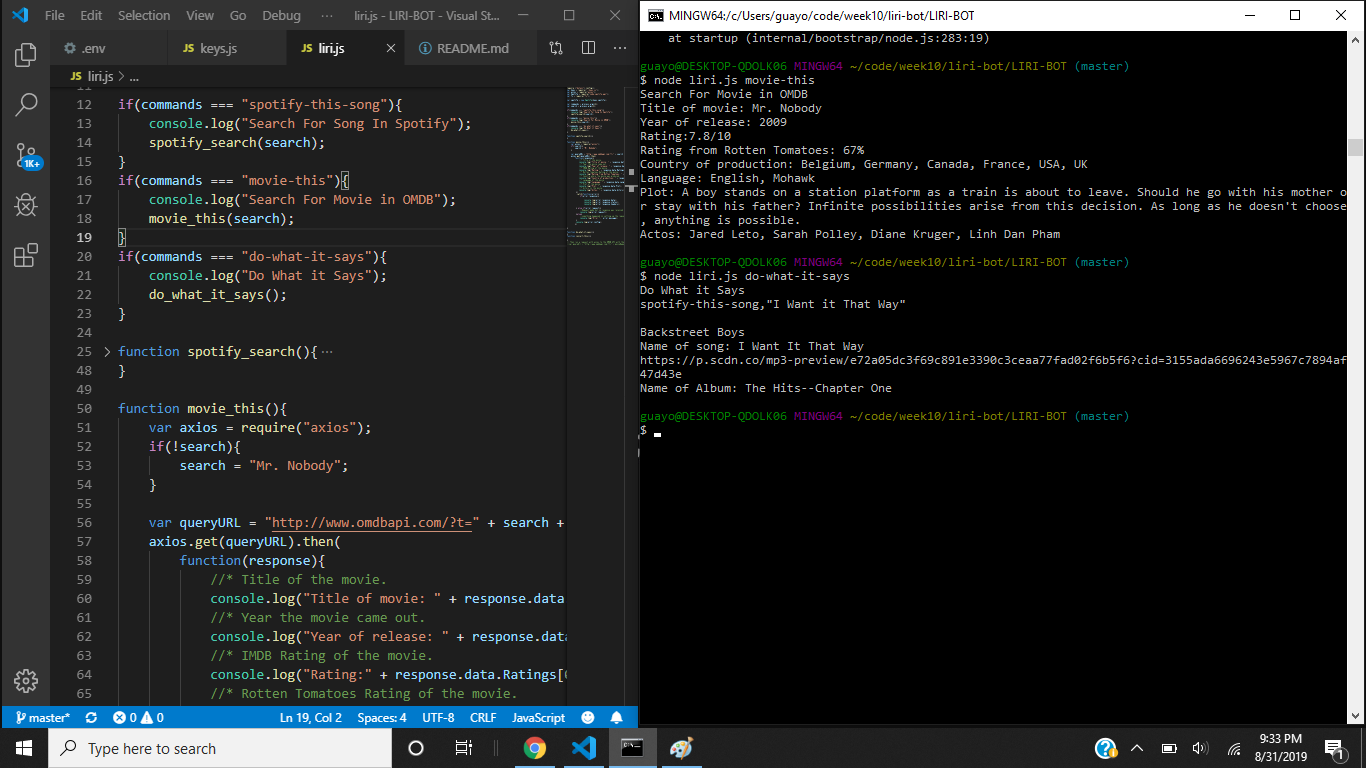 File Edit Selection View Go Debug ··· liri.js - LIRI-BOT - Visual St...
.env JS keys.js JS liri.js README.md
JS liri.js > ...
11
12 if(commands === "spotify-this-song"){
13 console.log("Search For Song In Spotify");
14 spotify_search(search);
15 }
16 if(commands === "movie-this"){
17 console.log("Search For Movie in OMDB");
18 movie_this(search);
19 }
20 if(commands === "do-what-it-says"){
21 console.log("Do What it Says");
22 do_what_it_says();
23 }
24
25 function spotify_search(){ ···
48 }
49
50 function movie_this(){
51 var axios = require("axios");
52 if(!search){
53 search = "Mr. Nobody";
54 }
55
56 var queryURL = "http://www.omdbapi.com/?t=" + search +
57 axios.get(queryURL).then(
58 function(response){
59 //* Title of the movie.
60 console.log("Title of movie: " + response.data
61 //* Year the movie came out.
62 console.log("Year of release: " + response.data
63 //* IMDB Rating of the movie.
64 console.log("Rating:" + response.data.Ratings[
65 //* Rotten Tomatoes Rating of the movie.
1K+
master* 0 0 Ln 19, Col 2 Spaces: 4 UTF-8 CRLF JavaScript
MINGW64:/c/Users/guayo/code/week10/liri-bot/LIRI-BOT
at startup (internal/bootstrap/node.js:283:19)
guayo@DESKTOP-QDOLK06 MINGW64 ~/code/week10/liri-bot/LIRI-BOT (master)
$ node liri.js movie-this
Search For Movie in OMDB
Title of movie: Mr. Nobody
Year of release: 2009
Rating:7.8/10
Rating from Rotten Tomatoes: 67%
Country of production: Belgium, Germany, Canada, France, USA, UK
Language: English, Mohawk
Plot: A boy stands on a station platform as a train is about to leave. Should he go with his mother o
r stay with his father? Infinite possibilities arise from this decision. As long as he doesn't choose
, anything is possible.
Actos: Jared Leto, Sarah Polley, Diane Kruger, Linh Dan Pham
guayo@DESKTOP-QDOLK06 MINGW64 ~/code/week10/liri-bot/LIRI-BOT (master)
$ node liri.js do-what-it-says
Do What it Says
spotify-this-song,"I Want it That Way"
Backstreet Boys
Name of song: I Want It That Way
https://p.scdn.co/mp3-preview/e72a05dc3f69c891e3390c3ceaa77fad02f6b5f6?cid=3155ada6696243e5967c7894af
47d43e
Name of Album: The Hits--Chapter One
guayo@DESKTOP-QDOLK06 MINGW64 ~/code/week10/liri-bot/LIRI-BOT (master)
$
Type here to search
9:33 PM
8/31/2019
1